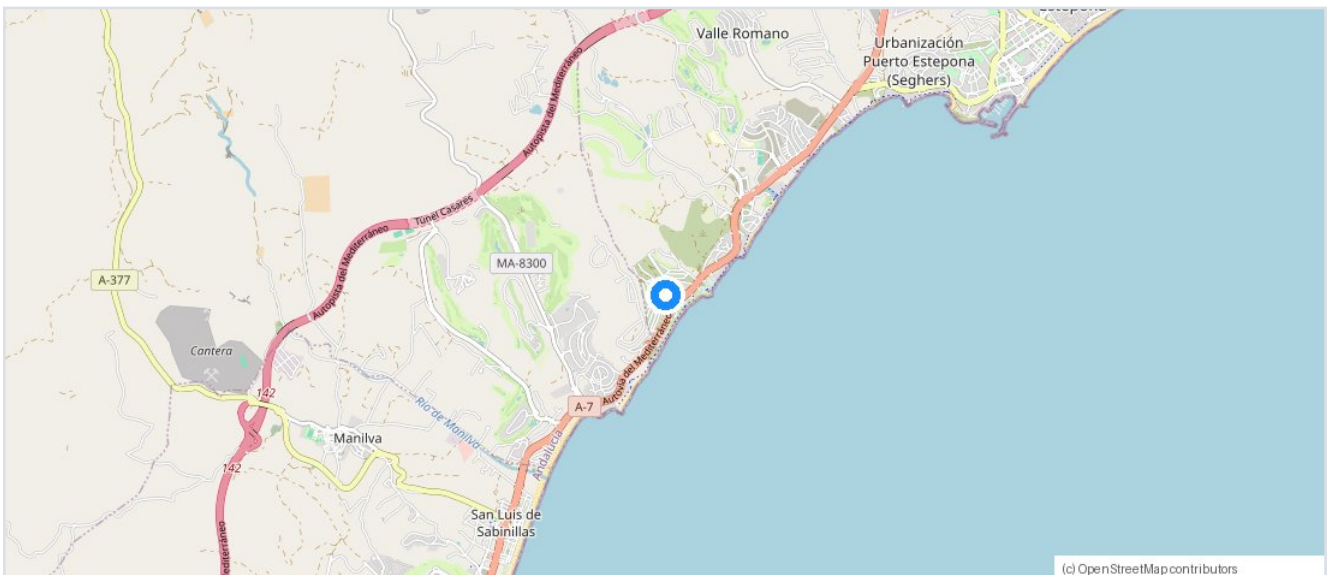 Estepona
Valle Romano
Urbanización
Puerto Estepona
(Seghers)
Autopista del Mediterráneo
Túnel Casares
Autopista del Mediterráneo
MA-8300
A-377
Cantera
Autovía del Mediterráneo
142
A-7
Río de Manilva
Manilva
Andalucía
142
San Luis de
Sabinillas
(c) OpenStreetMap contributors